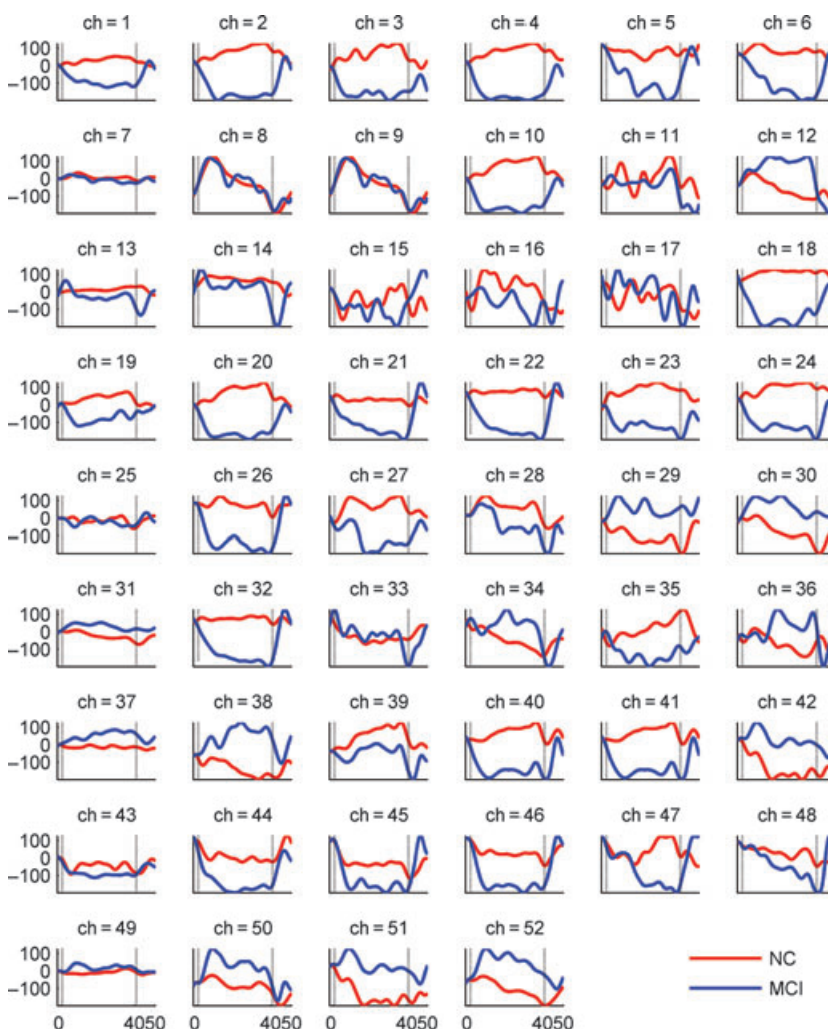 ch = 1 ch = 2 ch = 3 ch = 4 ch = 5 ch = 6
100
0
−100
ch = 7 ch = 8 ch = 9 ch = 10 ch = 11 ch = 12
100
0
−100
ch = 13 ch = 14 ch = 15 ch = 16 ch = 17 ch = 18
100
0
−100
ch = 19 ch = 20 ch = 21 ch = 22 ch = 23 ch = 24
100
0
−100
ch = 25 ch = 26 ch = 27 ch = 28 ch = 29 ch = 30
100
0
−100
ch = 31 ch = 32 ch = 33 ch = 34 ch = 35 ch = 36
100
0
−100
ch = 37 ch = 38 ch = 39 ch = 40 ch = 41 ch = 42
100
0
−100
ch = 43 ch = 44 ch = 45 ch = 46 ch = 47 ch = 48
100
0
−100
ch = 49 ch = 50 ch = 51 ch = 52
100
0
−100
NC
MCI
0 4050 0 4050 0 4050 0 4050